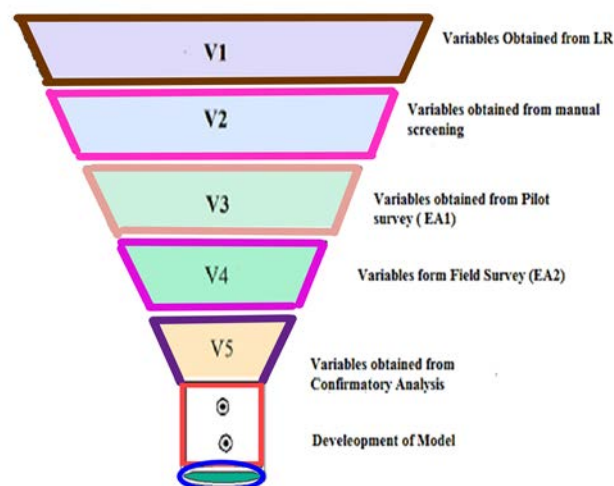 V1
Variables Obtained from LR
V2
Variables obtained from manual
screening
V3
Variables obtained from Pilot
survey ( EA1)
V4
Variables form Field Survey (EA2)
V5
Variables obtained from
Confirmatory Analysis
Develeopment of Model